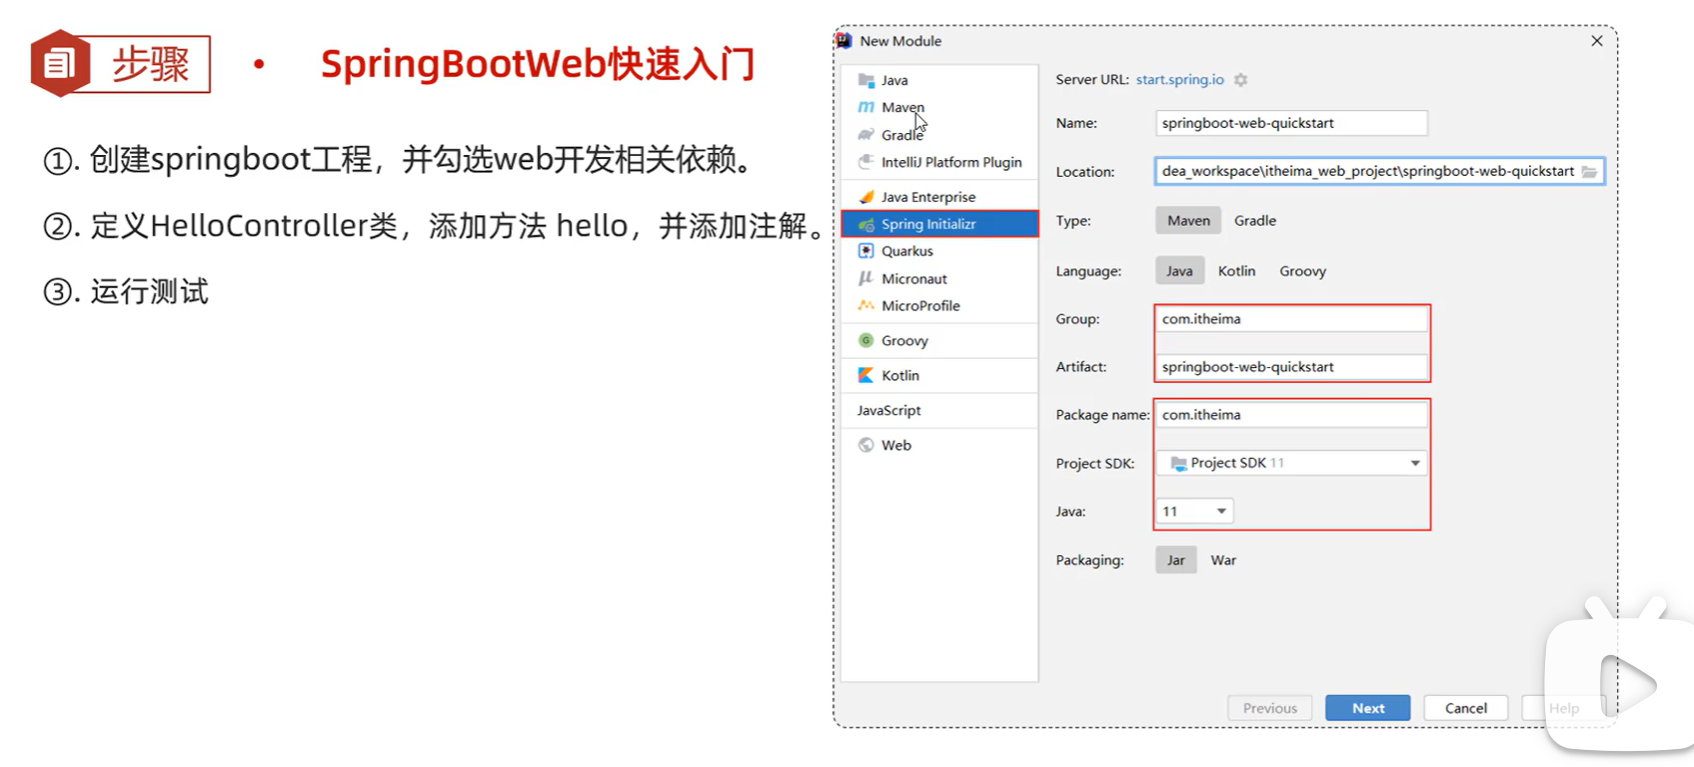 步骤
• SpringBootWeb快速入门
①. 创建springboot工程，并勾选web开发相关依赖。
②. 定义HelloController类，添加方法 hello，并添加注解。
③. 运行测试
New Module
Java
Maven
Gradle
IntelliJ Platform Plugin
Java Enterprise
Spring Initializr
Quarkus
Micronaut
MicroProfile
Groovy
Kotlin
JavaScript
Web
Server URL: start.spring.io
Name: springboot-web-quickstart
Location: dea_workspace\itheima_web_project\springboot-web-quickstart
Type: Maven Gradle
Language: Java Kotlin Groovy
Group: com.itheima
Artifact: springboot-web-quickstart
Package name: com.itheima
Project SDK: Project SDK 11
Java: 11
Packaging: Jar War
Previous Next Cancel Help